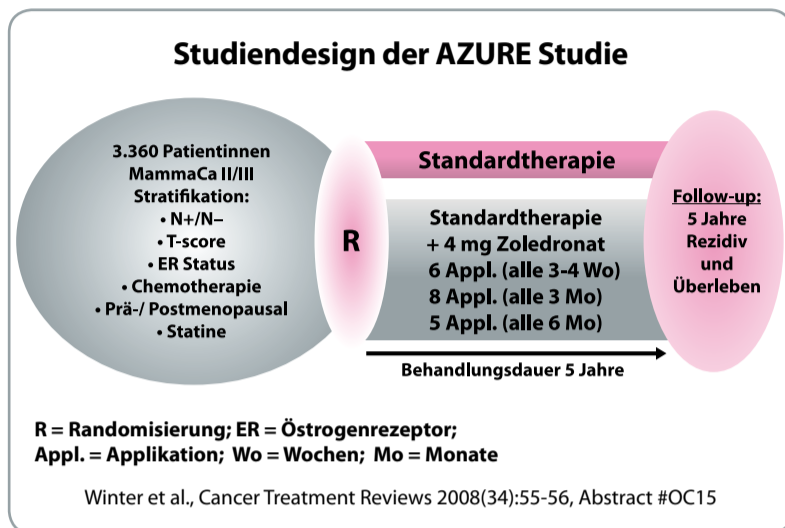 Studiendesign der AZURE Studie
3.360 Patientinnen
MammaCa II/III
Stratifikation:
• N+/N–
• T-score
• ER Status
• Chemotherapie
• Prä-/ Postmenopausal
• Statine
R
Standardtherapie
Standardtherapie
+ 4 mg Zoledronat
6 Appl. (alle 3-4 Wo)
8 Appl. (alle 3 Mo)
5 Appl. (alle 6 Mo)
Behandlungsdauer 5 Jahre
Follow-up:
5 Jahre
Rezidiv
und
Überleben
R = Randomisierung; ER = Östrogenrezeptor;
Appl. = Applikation; Wo = Wochen; Mo = Monate
Winter et al., Cancer Treatment Reviews 2008(34):55-56, Abstract #OC15